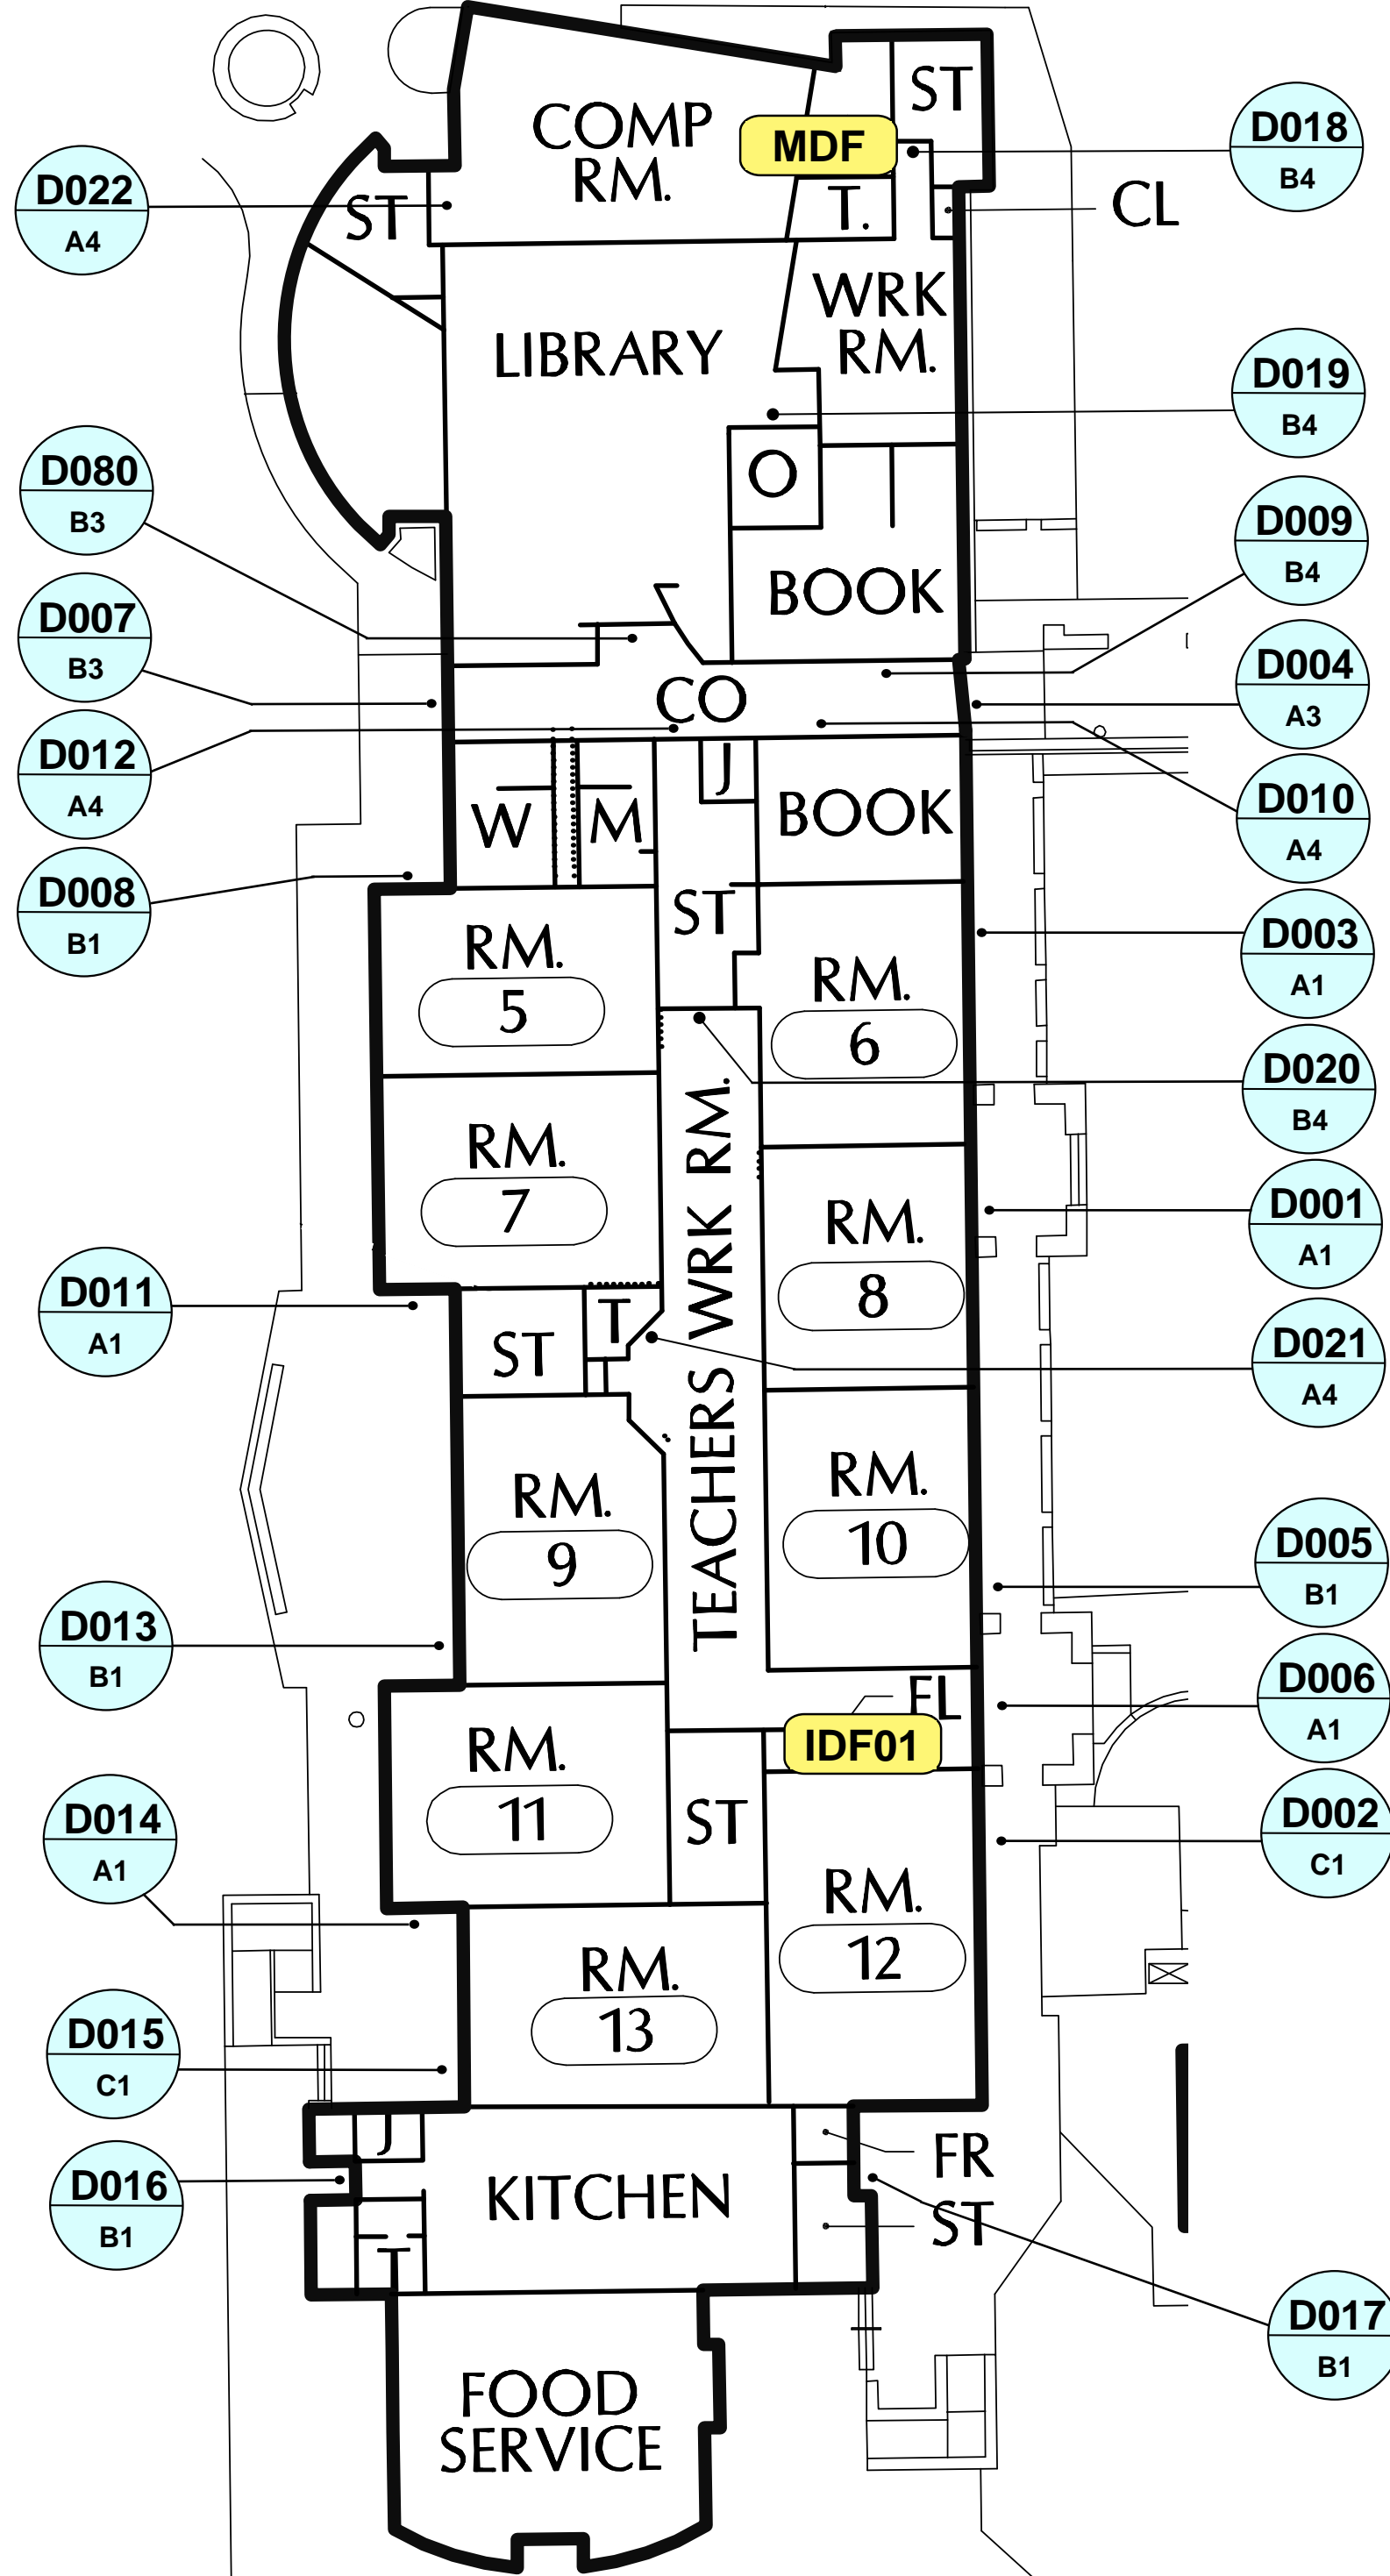 COMP
RM.
ST
MDF
D018
B4
D022
A4
ST
T.
CL
WRK
RM.
LIBRARY
D019
B4
D080
B3
O
D009
B4
BOOK
D007
B3
CO
D004
A3
D012
A4
J
D010
A4
W
M
BOOK
D008
B1
ST
RM.
5
RM.
6
D003
A1
D020
B4
RM.
7
TEACHERS WRK RM.
RM.
8
D001
A1
D011
A1
ST
T
D021
A4
RM.
9
RM.
10
D005
B1
D013
B1
EL
IDF01
D006
A1
RM.
11
ST
D014
A1
D002
C1
RM.
12
RM.
13
D015
C1
J
FR
KITCHEN
D016
B1
ST
T
D017
B1
FOOD
SERVICE